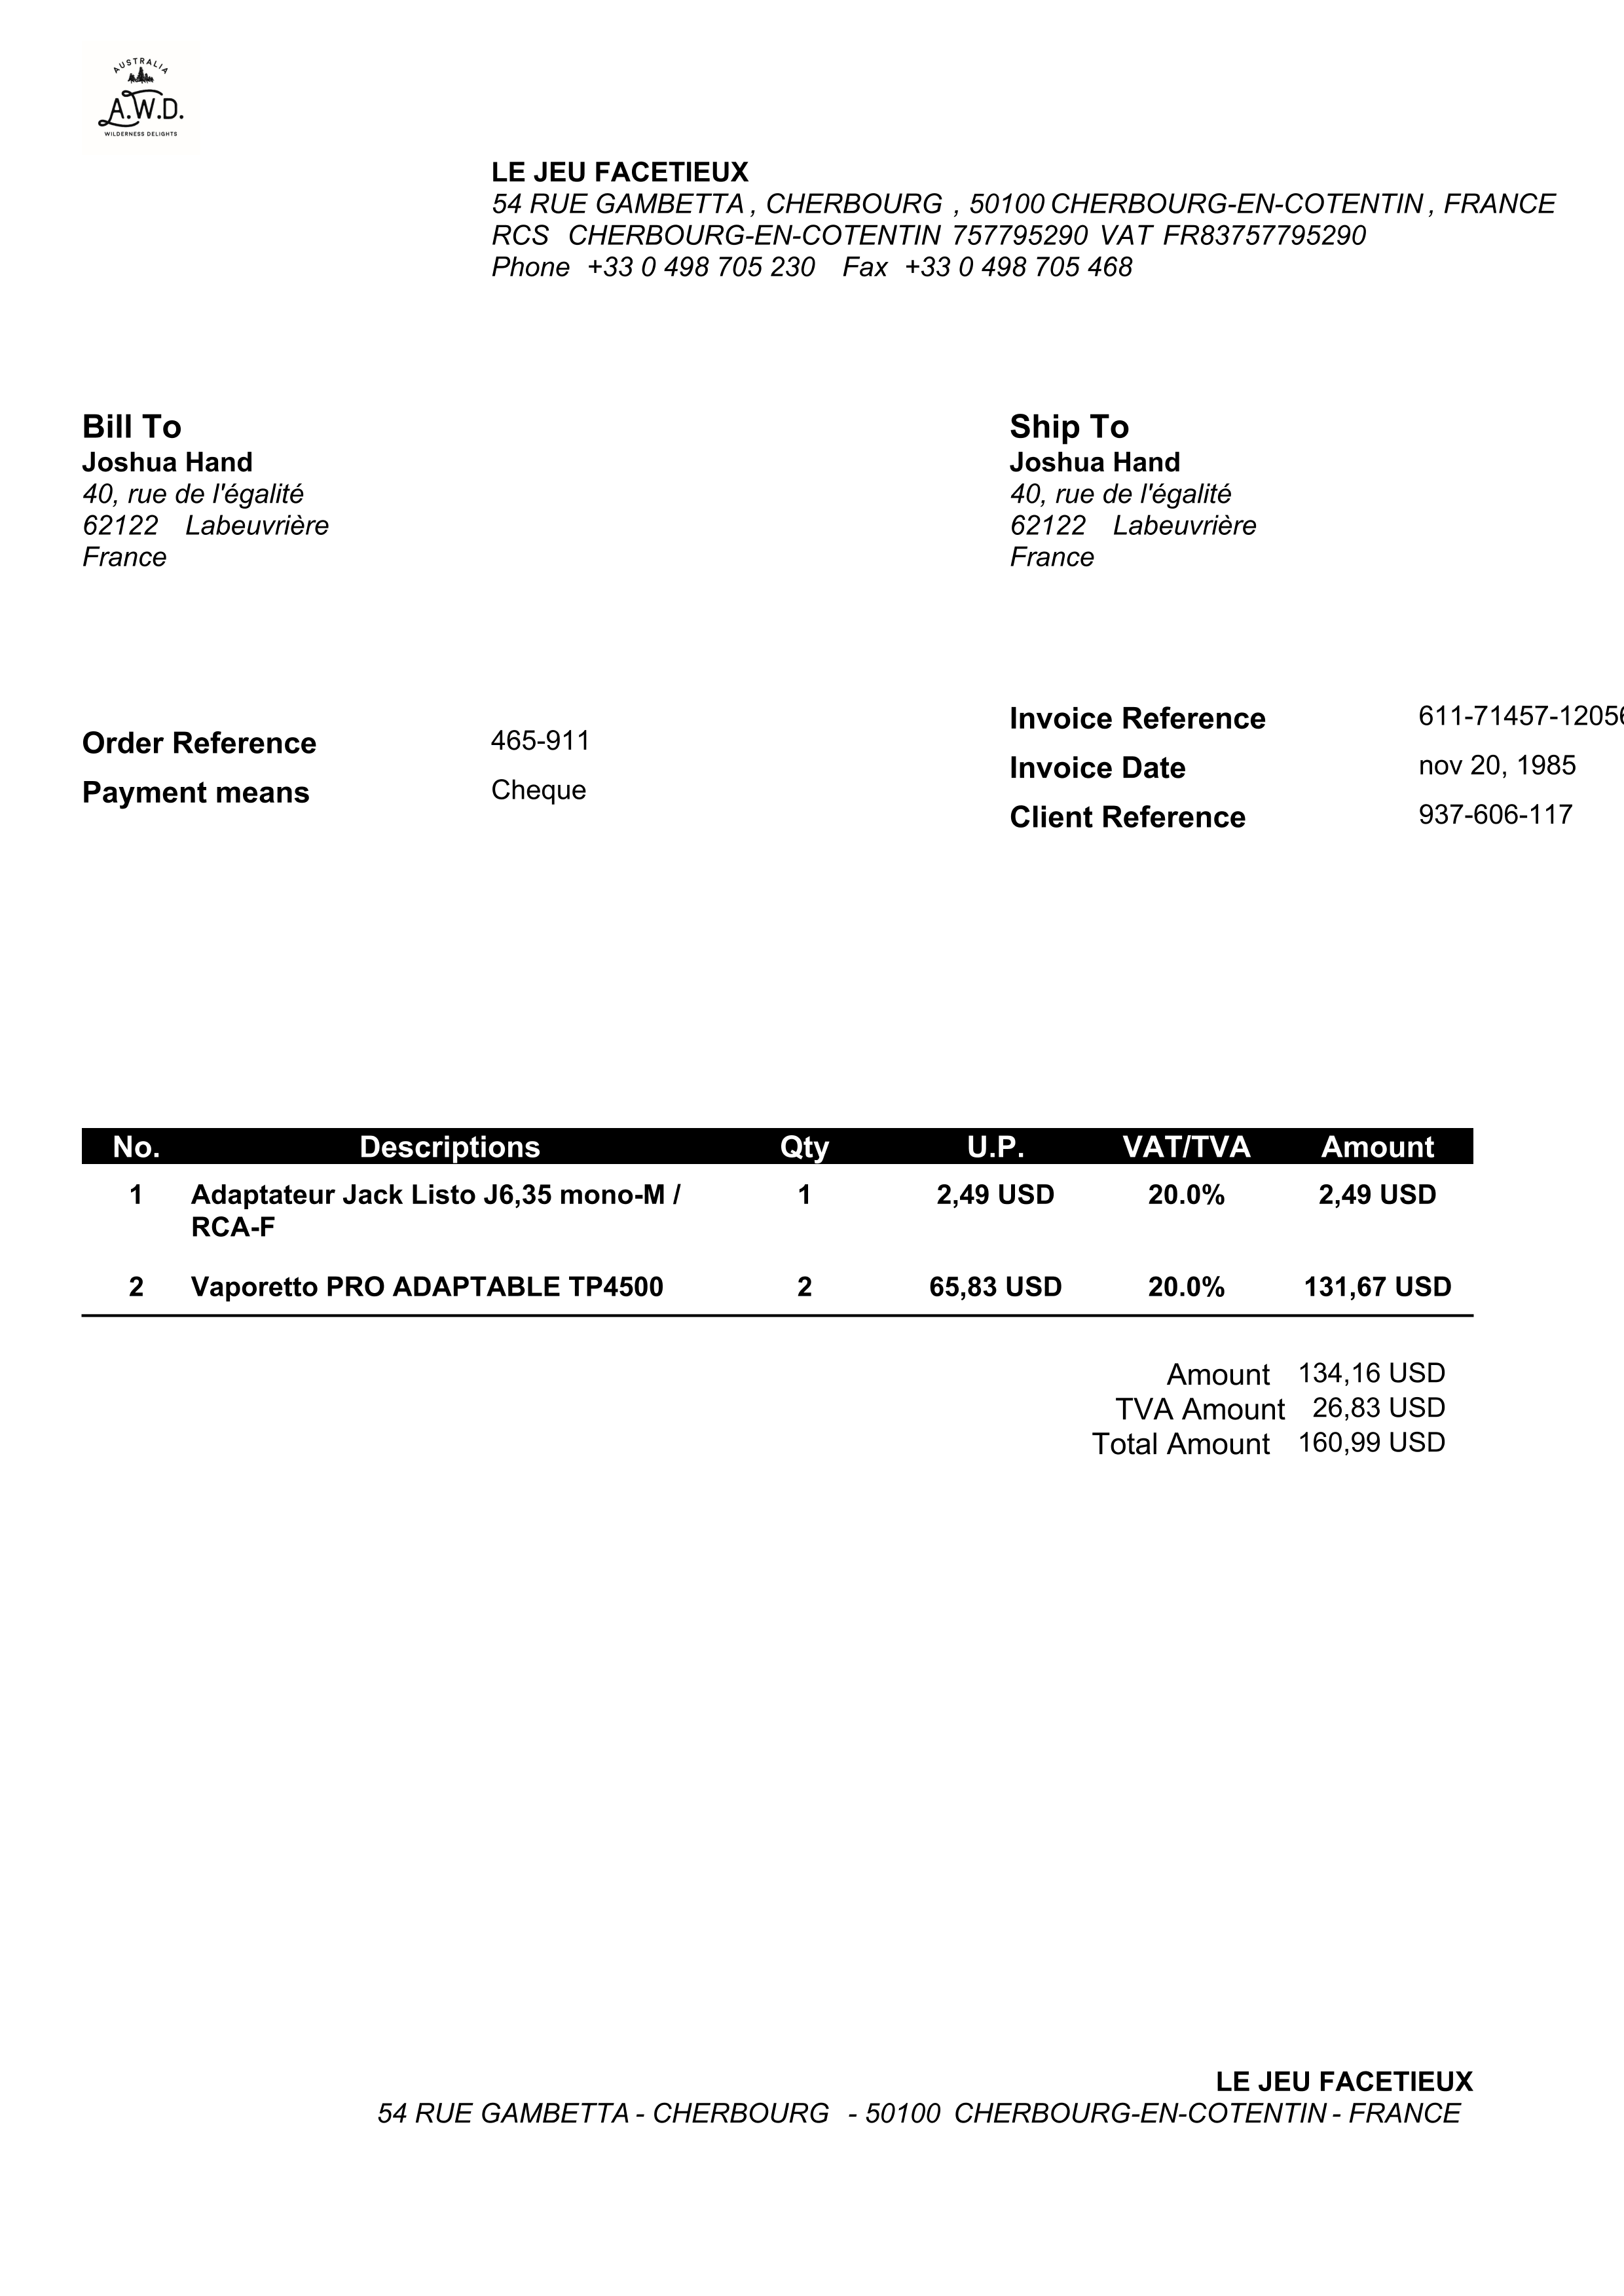 AUSTRALIA
A.W.D.
WILDERNESS DELIGHTS
LE JEU FACETIEUX
54 RUE GAMBETTA , CHERBOURG , 50100 CHERBOURG-EN-COTENTIN , FRANCE
RCS CHERBOURG-EN-COTENTIN 757795290 VAT FR83757795290
Phone +33 0 498 705 230 Fax +33 0 498 705 468
Bill To
Joshua Hand
40, rue de l'égalité
62122 Labeuvrière
France
Ship To
Joshua Hand
40, rue de l'égalité
62122 Labeuvrière
France
Order Reference 465-911
Payment means Cheque
Invoice Reference
Invoice Date nov 20, 1985
Client Reference 937-606-117
No. Descriptions Qty U.P. VAT/TVA Amount
1 Adaptateur Jack Listo J6,35 mono-M / 1 2,49 USD 20.0% 2,49 USD
RCA-F
2 Vaporetto PRO ADAPTABLE TP4500 2 65,83 USD 20.0% 131,67 USD
Amount 134,16 USD
TVA Amount 26,83 USD
Total Amount 160,99 USD
LE JEU FACETIEUX
54 RUE GAMBETTA - CHERBOURG - 50100 CHERBOURG-EN-COTENTIN - FRANCE